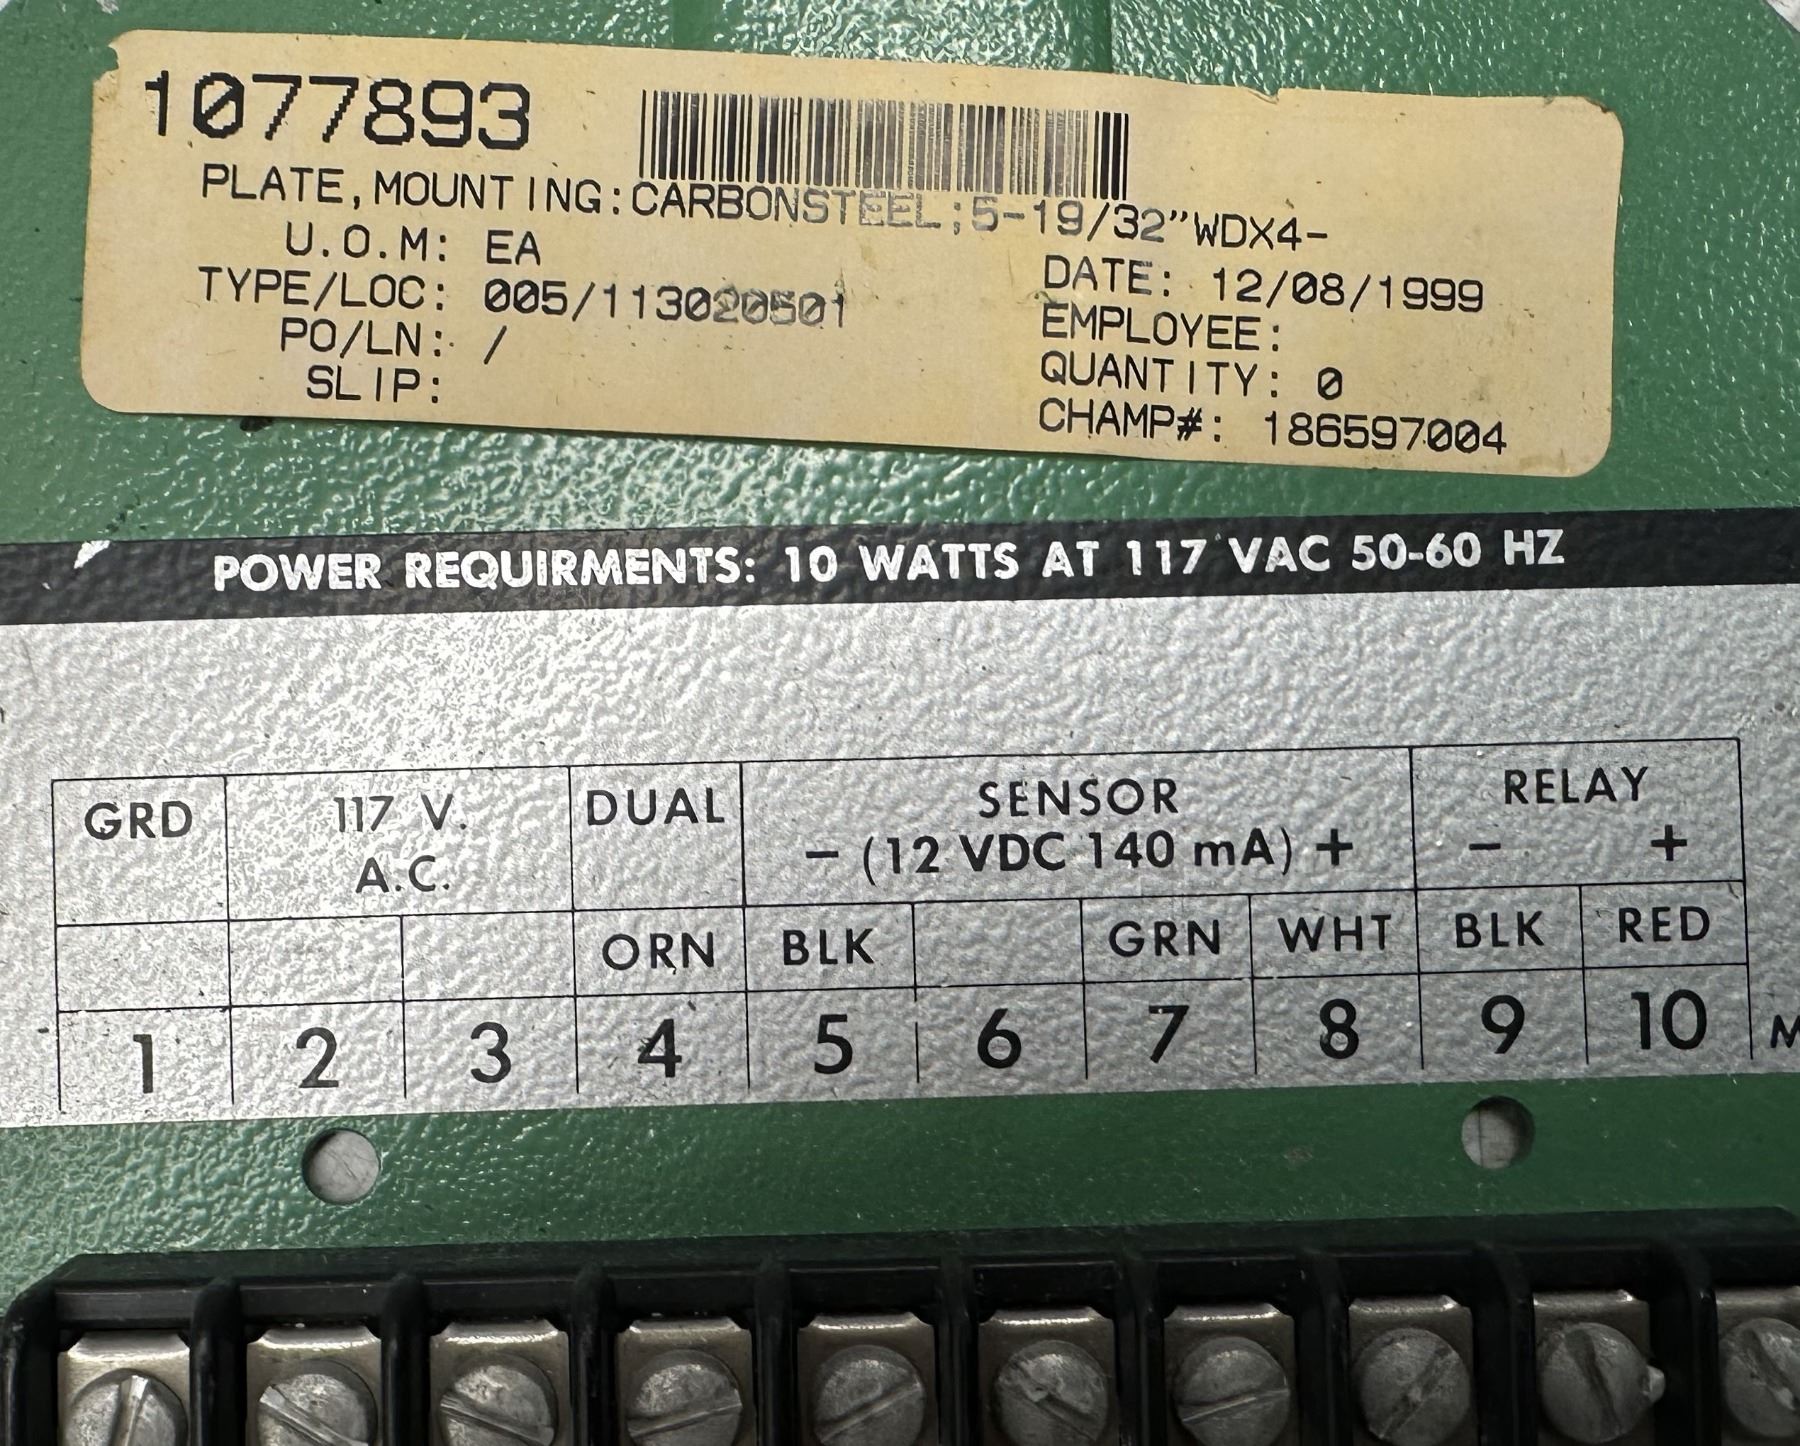 1077893
PLATE,MOUNTING:CARBONSTEEL;5-19/32"WDX4-
U.O.M: EA
TYPE/LOC: 005/113020501
PO/LN: /
SLIP:
DATE: 12/08/1999
EMPLOYEE:
QUANTITY: 0
CHAMP#: 186597004
POWER REQUIRMENTS: 10 WATTS AT 117 VAC 50-60 HZ
GRD 117 V. DUAL SENSOR RELAY
A.C. - (12 VDC 140 mA) + - +
ORN BLK GRN WHT BLK RED
1 2 3 4 5 6 7 8 9 10